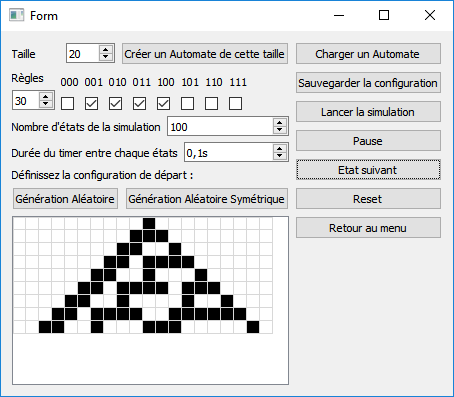 Form
Taille 20 Créer un Automate de cette taille Charger un Automate
Règles 000 001 010 011 100 101 110 111 Sauvegarder la configuration
30
Lancer la simulation
Nombre d'états de la simulation 100
Pause
Durée du timer entre chaque états 0,1s
Etat suivant
Définissez la configuration de départ :
Génération Aléatoire Génération Aléatoire Symétrique Reset
Retour au menu